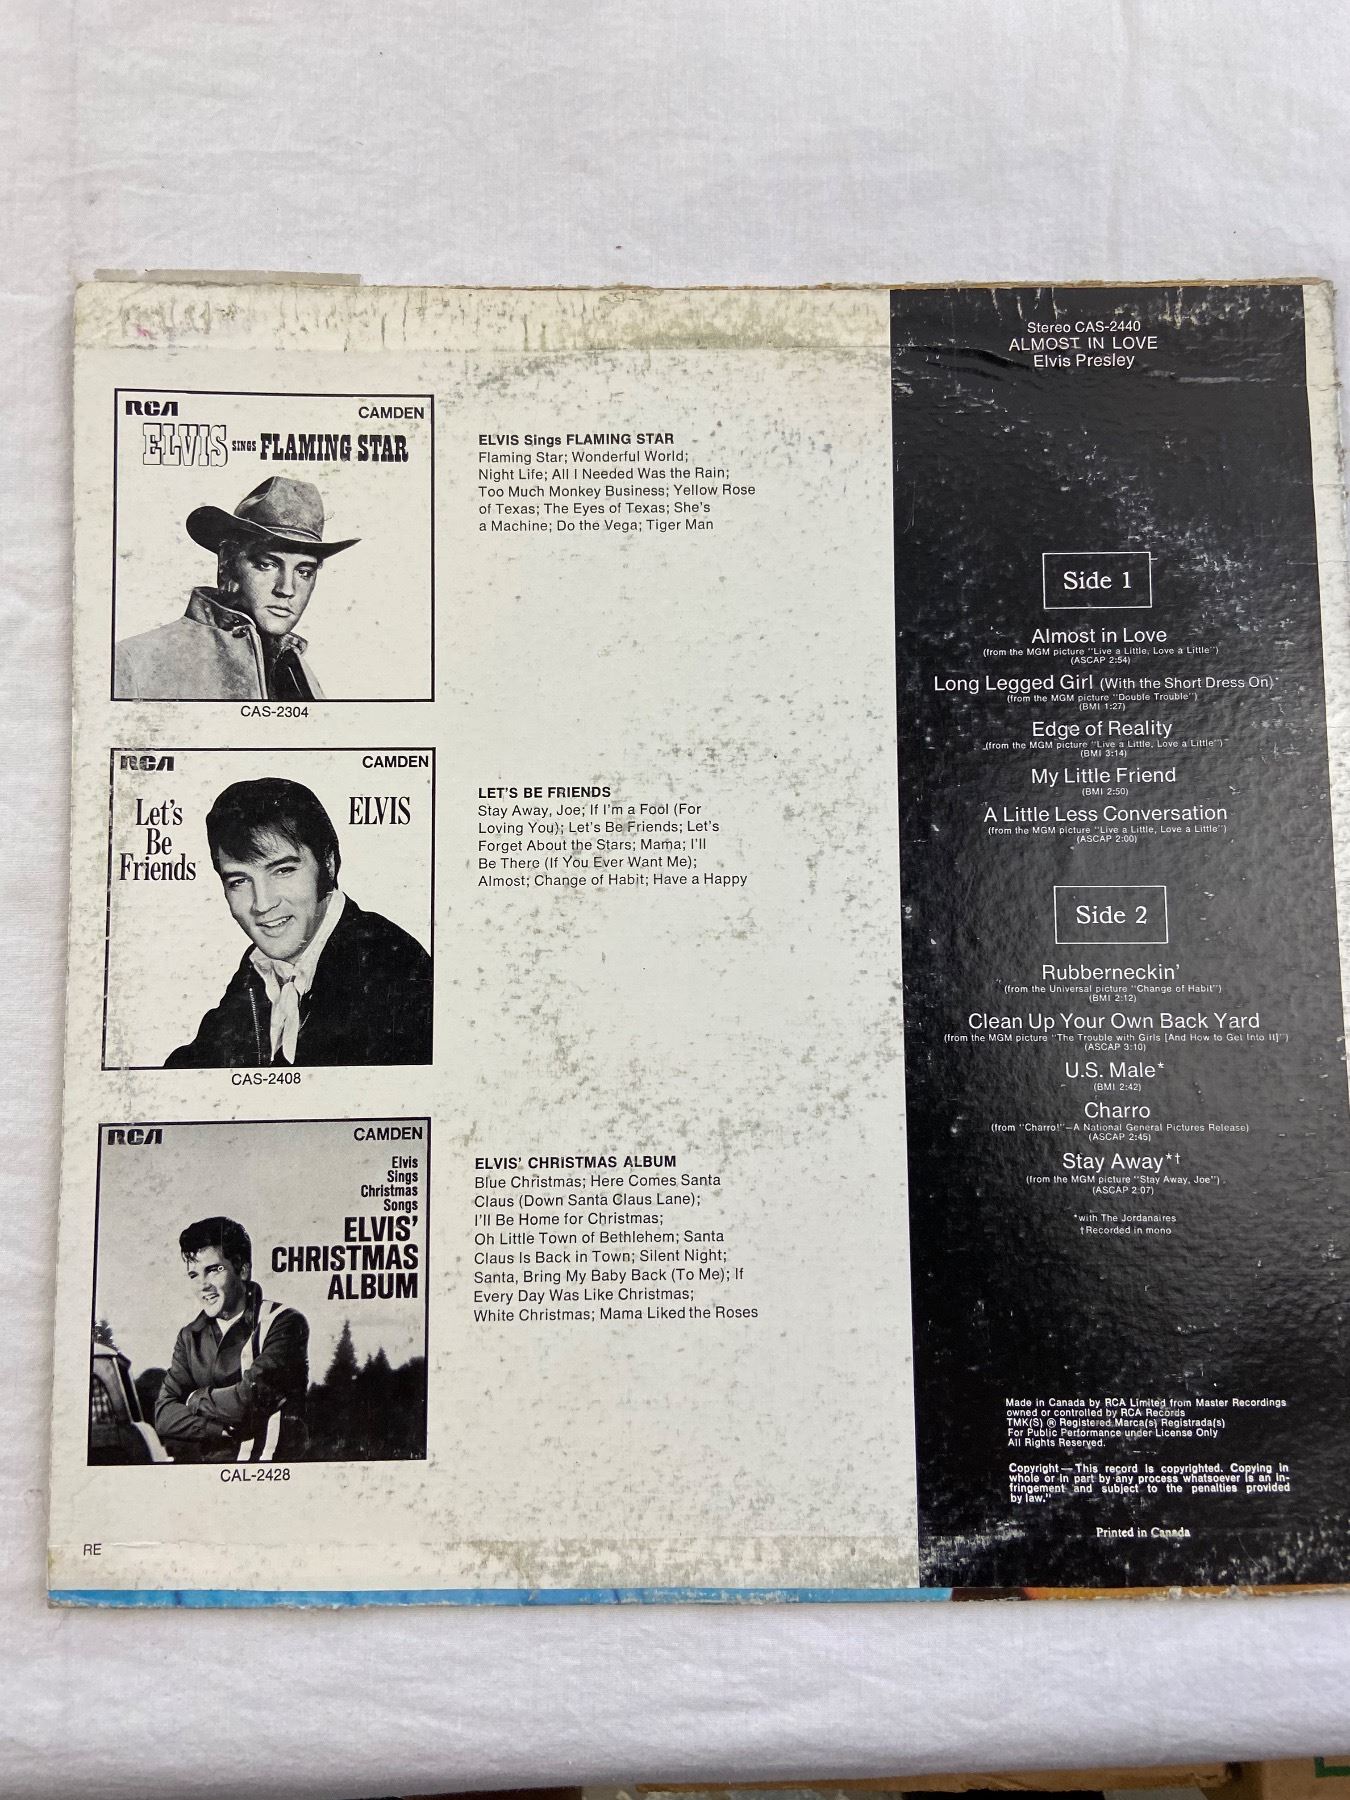 RCA CAMDEN
ELVIS SINGS FLAMING STAR
CAS-2304
ELVIS Sings FLAMING STAR
Flaming Star; Wonderful World;
Night Life; All I Needed Was the Rain;
Too Much Monkey Business; Yellow Rose
of Texas; The Eyes of Texas; She's
a Machine; Do the Vega; Tiger Man
RCA CAMDEN
Let's
Be
Friends
ELVIS
CAS-2408
LET'S BE FRIENDS
Stay Away, Joe; If I'm a Fool (For
Loving You); Let's Be Friends; Let's
Forget About the Stars; Mama; I'll
Be There (If You Ever Want Me);
Almost; Change of Habit; Have a Happy
RCA CAMDEN
Elvis
Sings
Christmas
Songs
ELVIS'
CHRISTMAS
ALBUM
CAL-2428
ELVIS' CHRISTMAS ALBUM
Blue Christmas; Here Comes Santa
Claus (Down Santa Claus Lane);
I'll Be Home for Christmas;
Oh Little Town of Bethlehem; Santa
Claus Is Back in Town; Silent Night;
Santa, Bring My Baby Back (To Me); If
Every Day Was Like Christmas;
White Christmas; Mama Liked the Roses
RE
Stereo CAS-2440
ALMOST IN LOVE
Elvis Presley
Side 1
Almost in Love
(from the MGM picture "Live a Little, Love a Little")
(ASCAP 2:54)
Long Legged Girl (With the Short Dress On)*
(from the MGM picture "Double Trouble")
(BMI 1:27)
Edge of Reality
(from the MGM picture "Live a Little, Love a Little")
(BMI 3:14)
My Little Friend
(BMI 2:50)
A Little Less Conversation
(from the MGM picture "Live a Little, Love a Little")
(ASCAP 2:00)
Side 2
Rubberneckin'
(from the Universal picture "Change of Habit")
(BMI 2:12)
Clean Up Your Own Back Yard
(from the MGM picture "The Trouble with Girls [And How to Get Into It]")
(ASCAP 3:10)
U.S. Male*
(BMI 2:42)
Charro
(from "Charro!"—A National General Pictures Release)
(ASCAP 2:45)
Stay Away*†
(from the MGM picture "Stay Away, Joe")
(ASCAP 2:07)
*with The Jordanaires
†Recorded in mono
Made in Canada by RCA Limited from Master Recordings
owned or controlled by RCA Records
TMK(S) ® Registered Marca(s) Registrada(s)
For Public Performance under License Only
All Rights Reserved.
Copyright—This record is copyrighted. Copying in
whole or in part by any process whatsoever is an in-
fringement and subject to the penalties provided
by law."
Printed in Canada